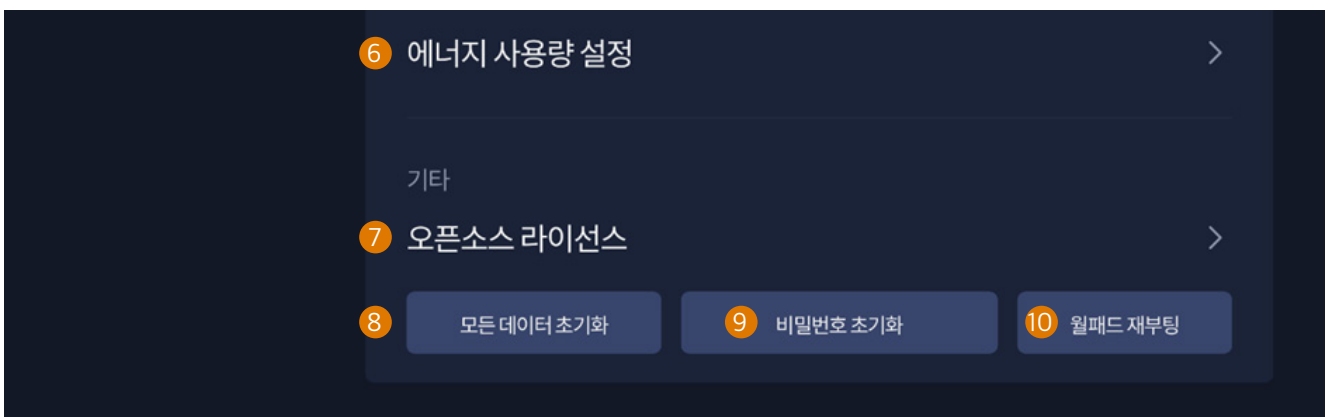 6 에너지 사용량 설정
기타
7 오픈소스 라이선스
8 모든 데이터 초기화 9 비밀번호 초기화 10 월패드 재부팅